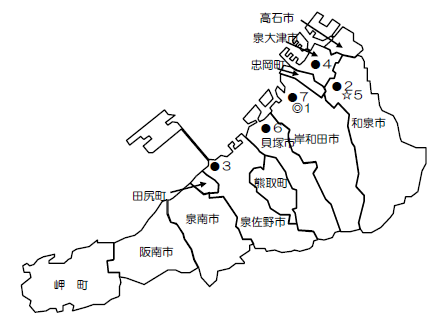 高石市
泉大津市
●4
忠岡町
●2
☆5
●7
◎1
和泉市
●6
岸和田市
貝塚市
●3
熊取町
田尻町
泉南市
泉佐野市
阪南市
岬 町